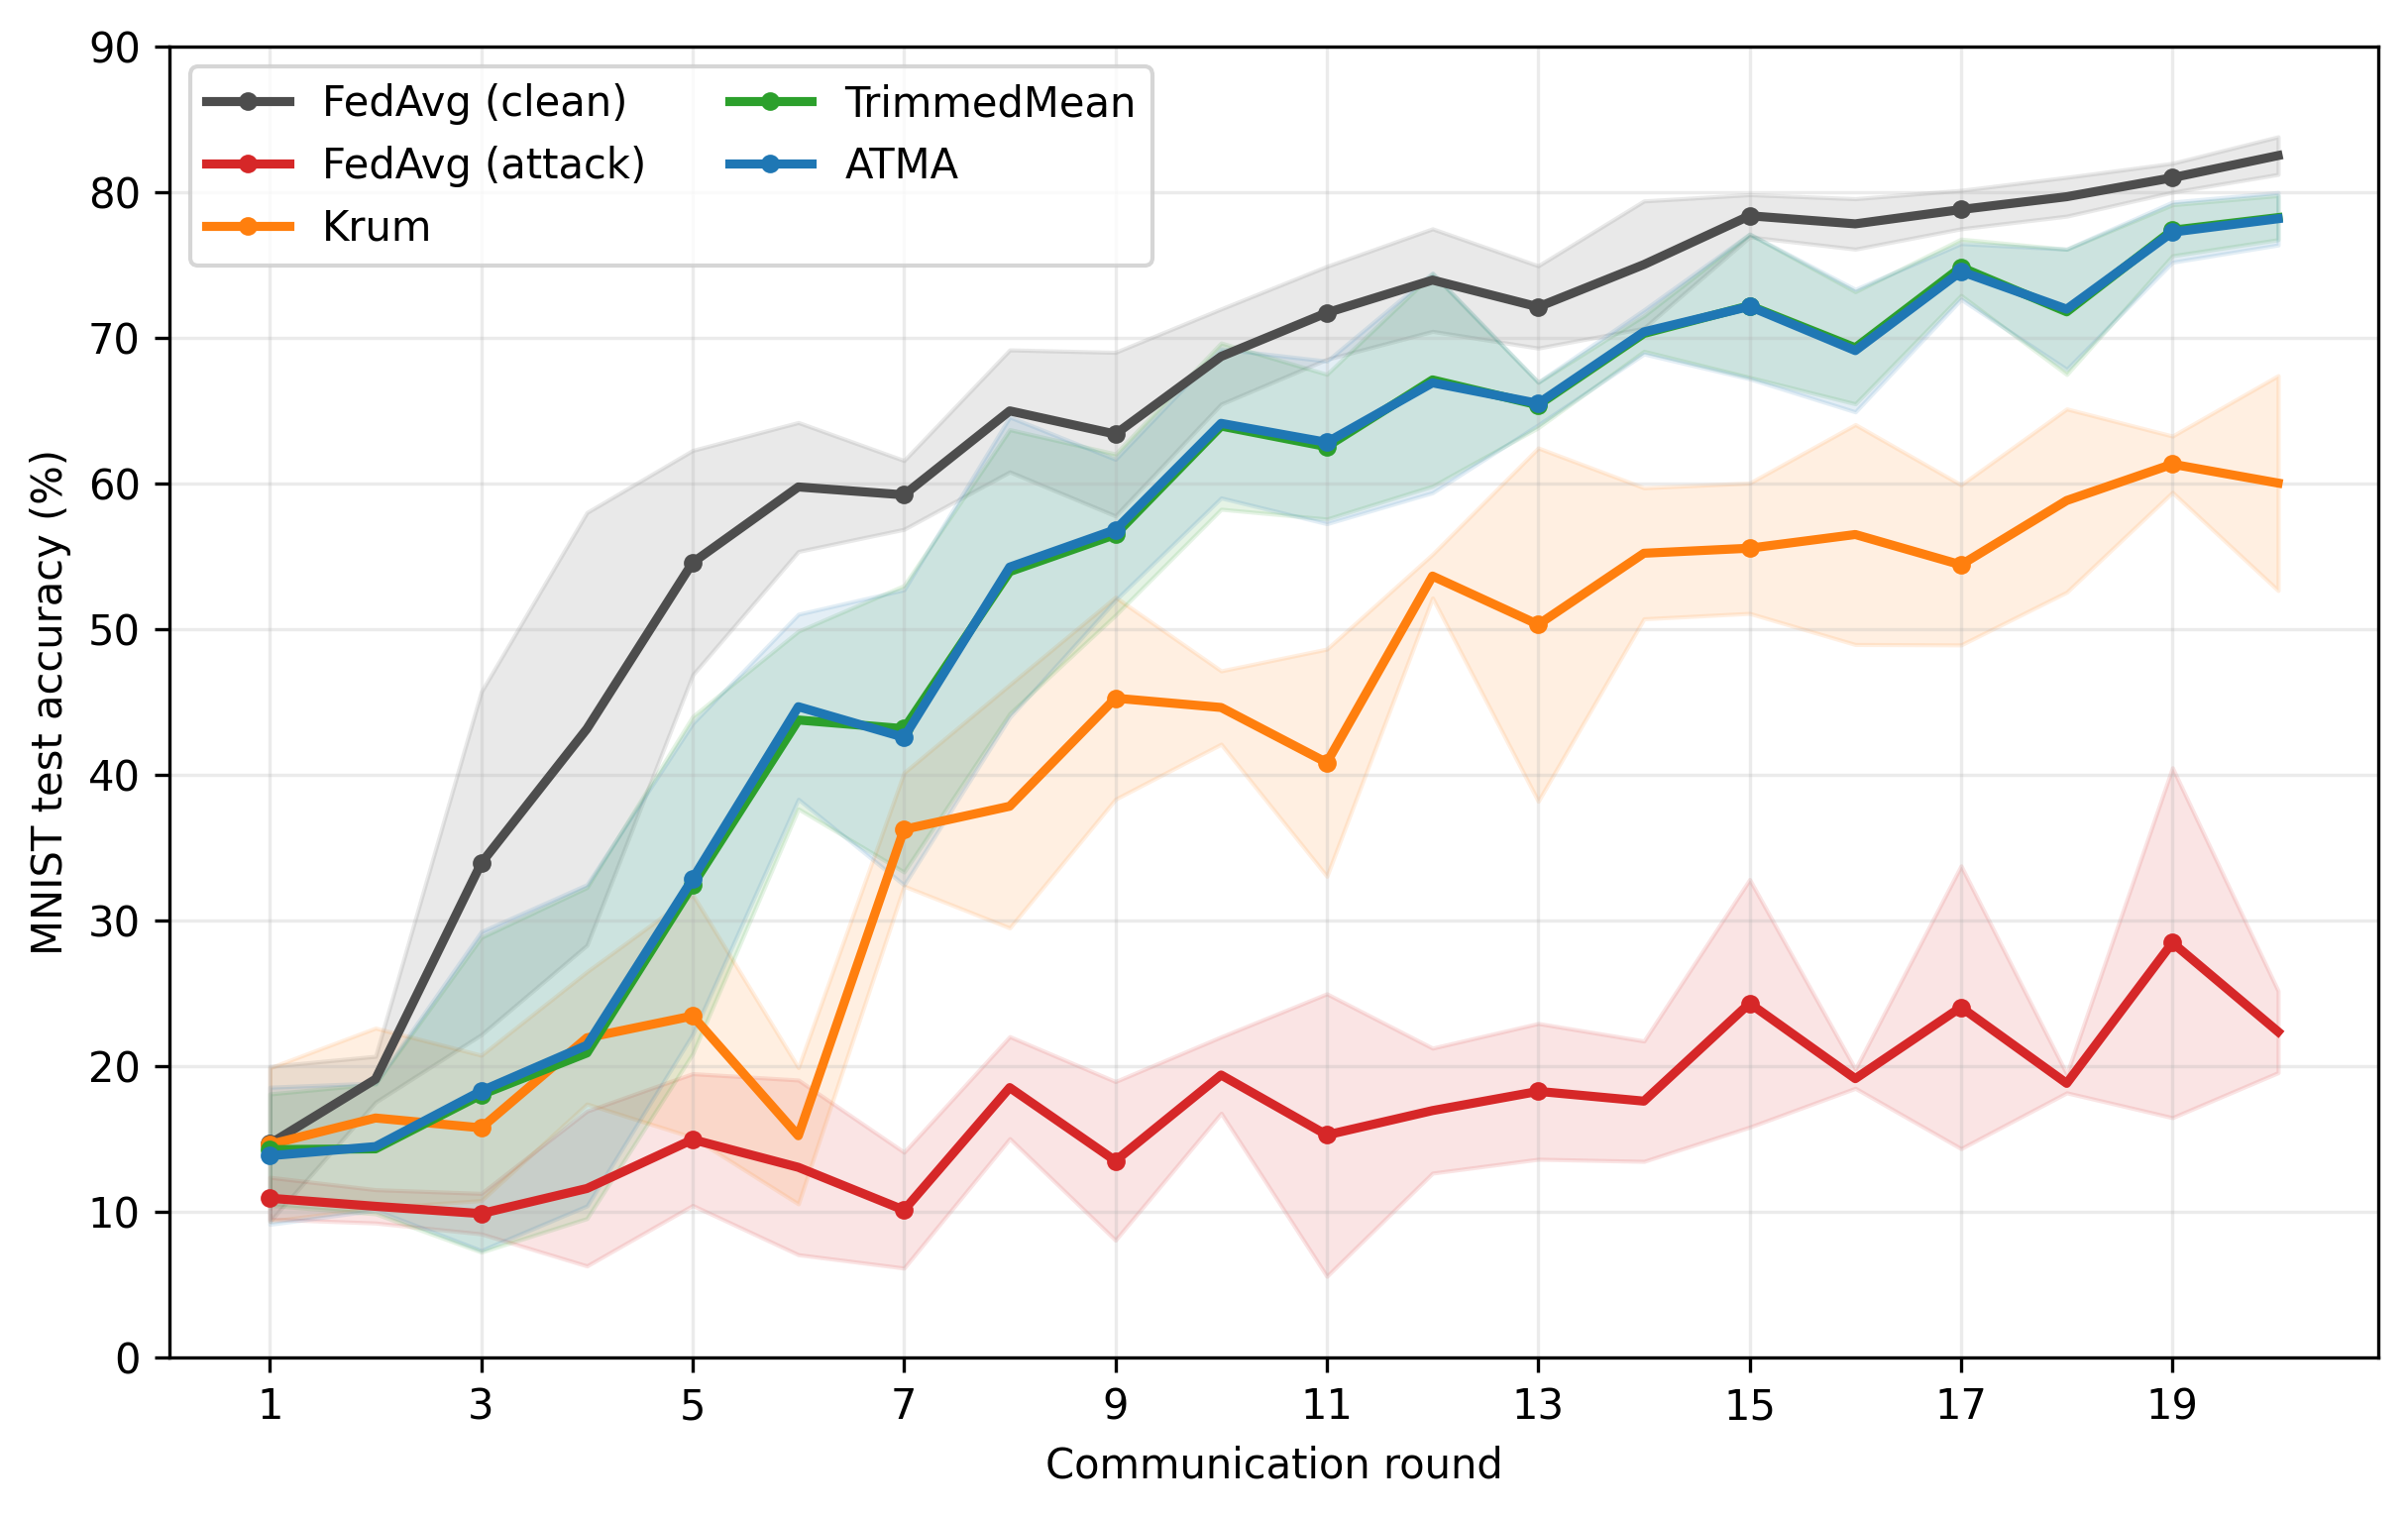 90
80
70
60
50
40
30
20
10
0
MNIST test accuracy (%)
FedAvg (clean)
FedAvg (attack)
Krum
TrimmedMean
ATMA
1 3 5 7 9 11 13 15 17 19
Communication round